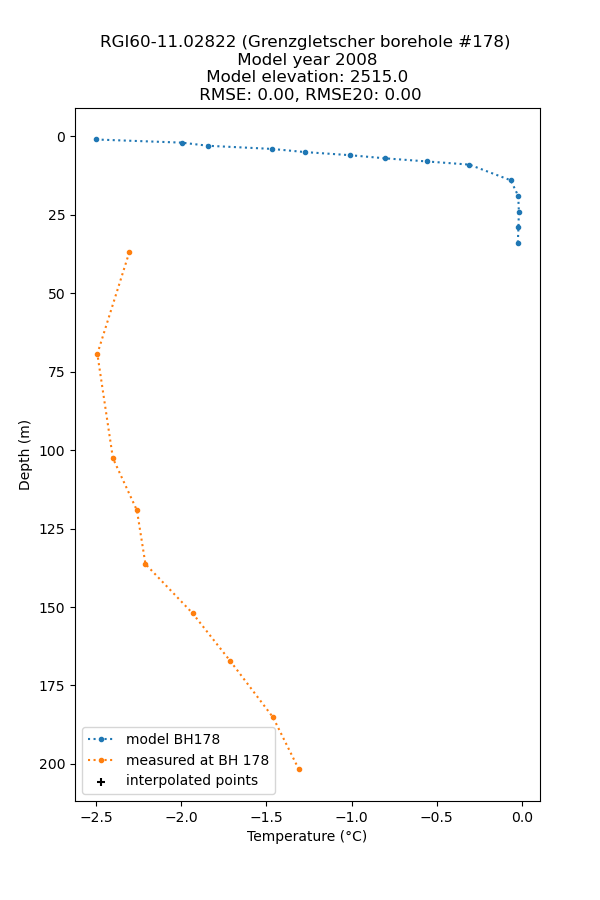 RGI60-11.02822 (Grenzgletscher borehole #178)
Model year 2008
Model elevation: 2515.0
RMSE: 0.00, RMSE20: 0.00
0
25
50
75
100
125
150
175
200
Depth (m)
model BH178
measured at BH 178
interpolated points
−2.5 −2.0 −1.5 −1.0 −0.5 0.0
Temperature (°C)